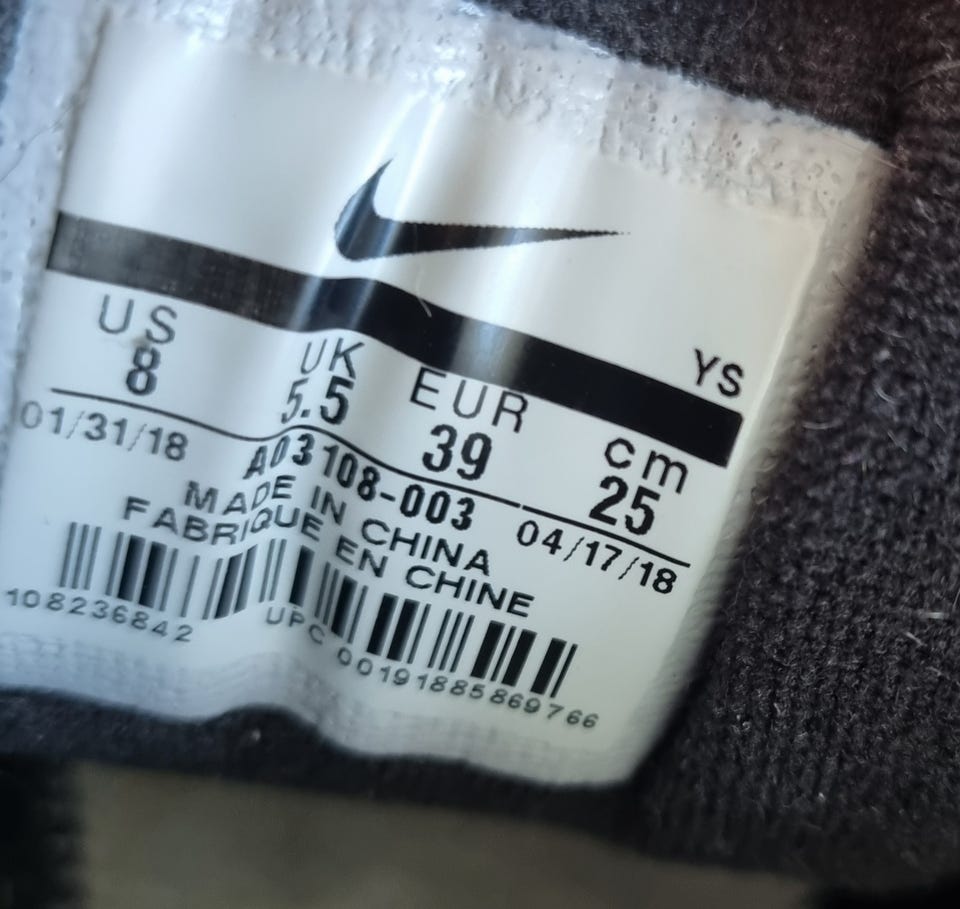 YS
US UK EUR cm
8 5.5 39 25
01/31/18 04/17/18
AO3108-003
MADE IN CHINA
FABRIQUE EN CHINE
108236842 UPC 00191885869766